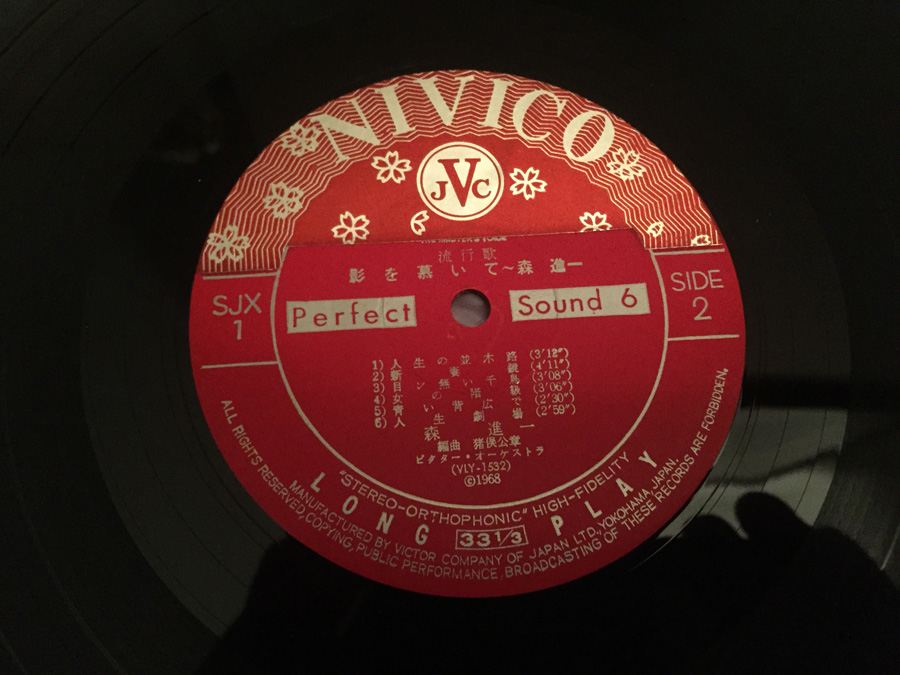 NIVICO
JVC
流行歌
影を慕いて〜森進一
SJX
1
Perfect Sound 6
SIDE
2
1) 人生の並木路 (3'12")
2) 新妻鏡 (4'11")
3) 目ン無い千鳥 (3'08")
4) 女の階級 (3'06")
5) 青い背広で (2'30")
6) 人生劇場 (2'59")
森進一
編曲 猪俣公章
ビクター・オーケストラ
(VLY-1532)
©1968
"STEREO-ORTHOPHONIC" HIGH-FIDELITY
LONG 33 1/3 PLAY
MANUFACTURED BY VICTOR COMPANY OF JAPAN LTD., YOKOHAMA, JAPAN.
ALL RIGHTS RESERVED, COPYING, PUBLIC PERFORMANCE, BROADCASTING OF THESE RECORDS ARE FORBIDDEN.